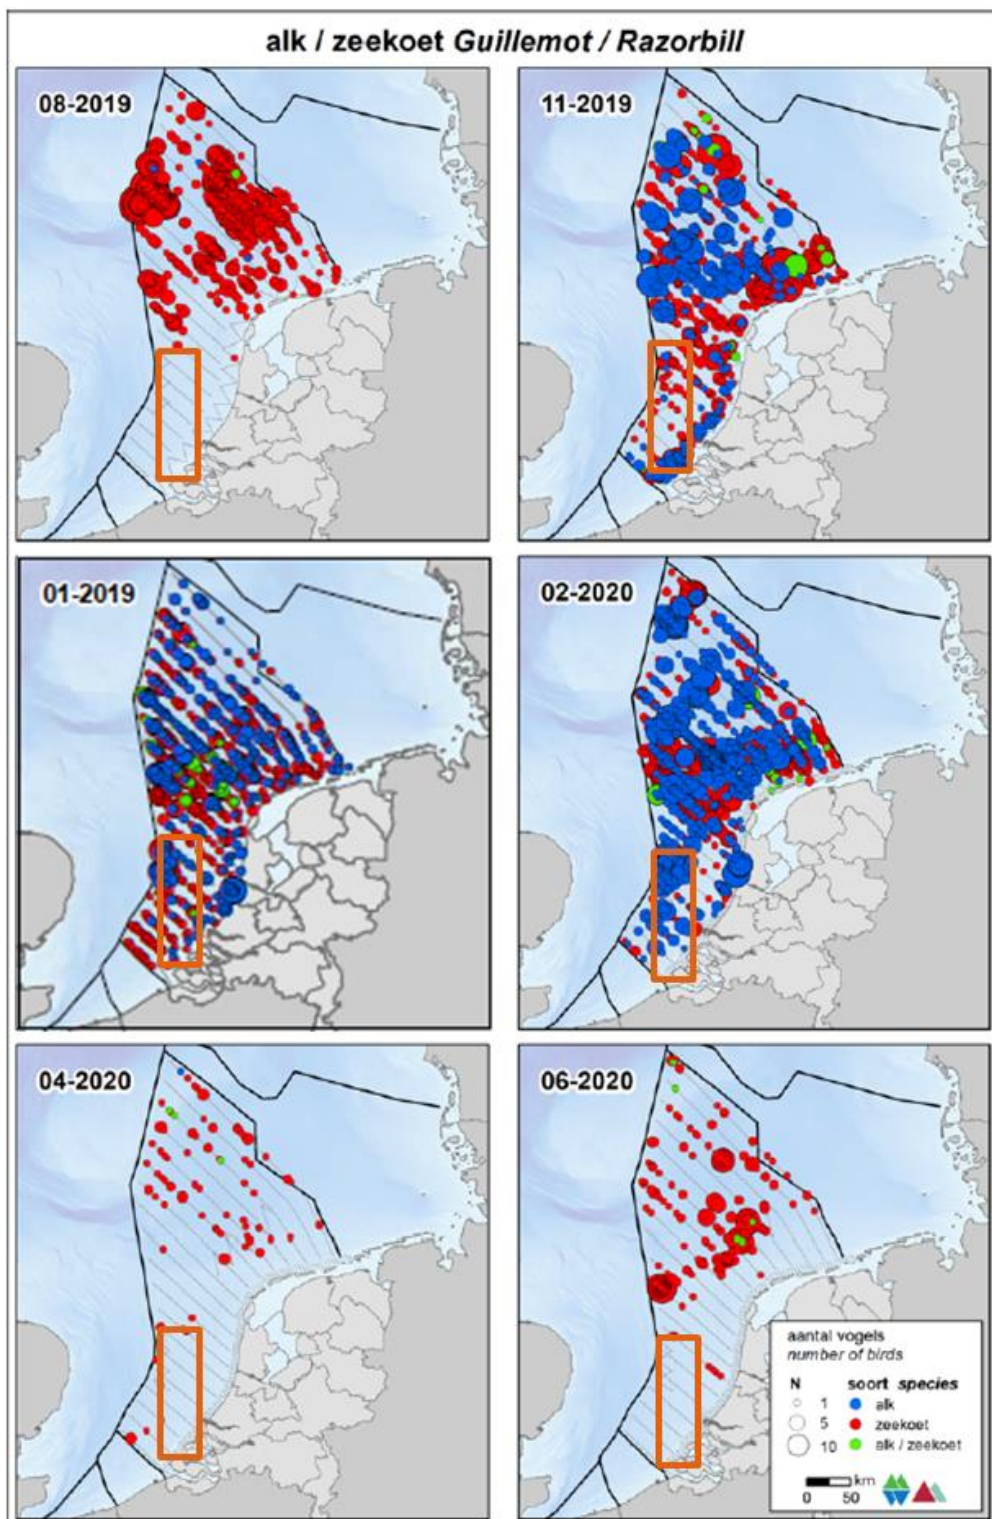 alk / zeekoet Guillemot / Razorbill
08-2019
11-2019
01-2019
02-2020
04-2020
06-2020
aantal vogels
number of birds
N soort species
1 alk
5 zeekoet
10 alk / zeekoet
km
0 50